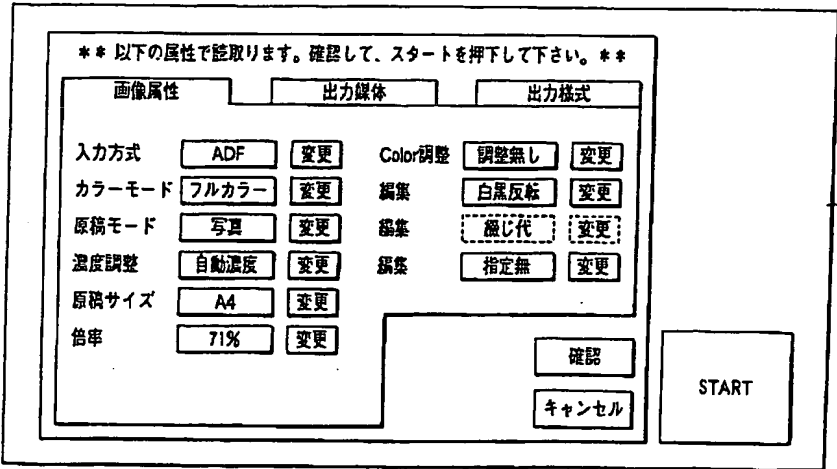 ** 以下の属性で読取ります。確認して、スタートを押下して下さい。 **
画像属性 出力媒体 出力様式
入力方式 ADF 変更 Color調整 調整無し 変更
カラーモード フルカラー 変更 編集 白黒反転 変更
原稿モード 写真 変更 編集 綴じ代 変更
濃度調整 自動濃度 変更 編集 指定無 変更
原稿サイズ A4 変更
倍率 71% 変更
確認
キャンセル
START